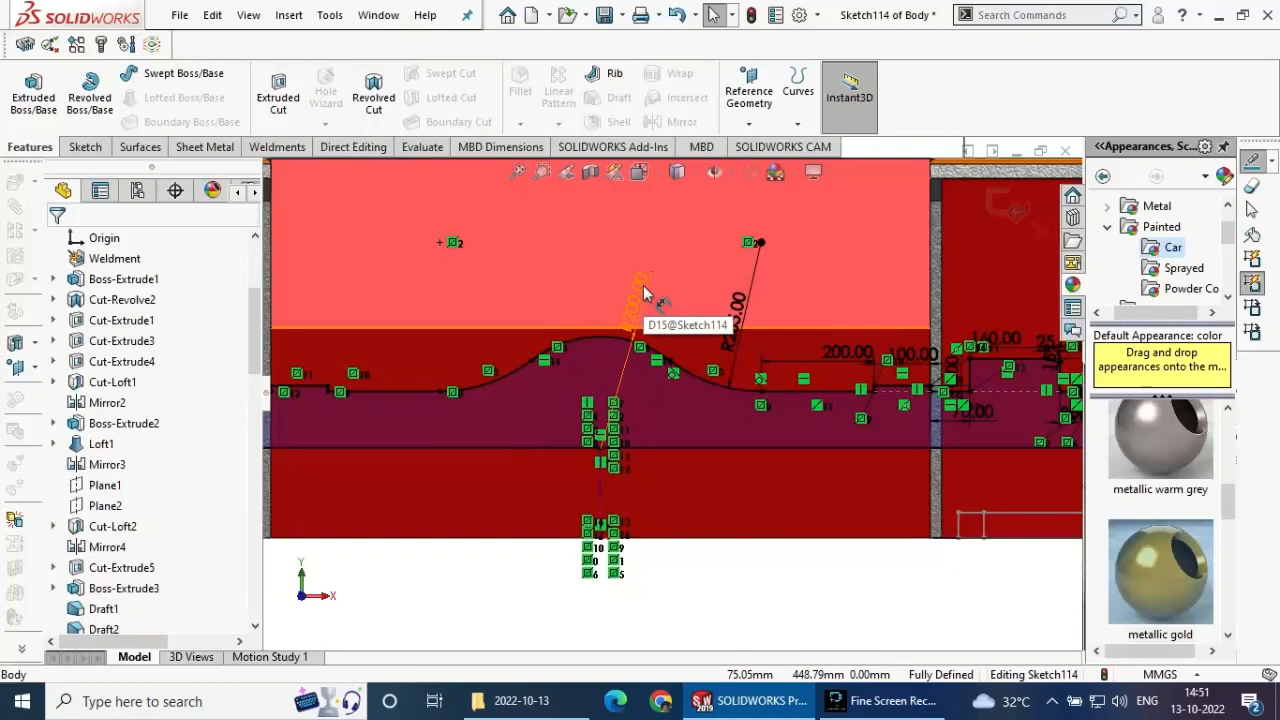 SOLIDWORKS
File
Edit
View
Insert
Tools
Window
Help
Sketch114 of Body *
Search Commands
?
Extruded Boss/Base
Revolved Boss/Base
Swept Boss/Base
Lofted Boss/Base
Boundary Boss/Base
Extruded Cut
Hole Wizard
Revolved Cut
Swept Cut
Lofted Cut
Boundary Cut
Fillet
Linear Pattern
Rib
Draft
Shell
Wrap
Intersect
Mirror
Reference Geometry
Curves
Instant3D
Features
Sketch
Surfaces
Sheet Metal
Weldments
Direct Editing
Evaluate
MBD Dimensions
SOLIDWORKS Add-Ins
MBD
SOLIDWORKS CAM
Origin
Weldment
Boss-Extrude1
Cut-Revolve2
Cut-Extrude1
Cut-Extrude3
Cut-Extrude4
Cut-Loft1
Mirror2
Boss-Extrude2
Loft1
Mirror3
Plane1
Plane2
Cut-Loft2
Mirror4
Cut-Extrude5
Boss-Extrude3
Draft1
Draft2
R200.00
D15@Sketch114
200.00
100.00
160.00
25
70.00
Y
X
Appearances, Sc...
Metal
Painted
Car
Sprayed
Powder Co
Default Appearance: color
Drag and drop
appearances onto the m...
metallic warm grey
metallic gold
Model
3D Views
Motion Study 1
Body
75.05mm
448.79mm
0.00mm
Fully Defined
Editing Sketch114
MMGS
Type here to search
2022-10-13
SOLIDWORKS Pr...
Fine Screen Rec...
32°C
ENG
14:51
13-10-2022